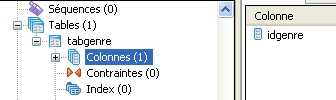 Séquences (0)
Tables (1)
tabgenre
Colonnes (1)
Contraintes (0)
Index (0)
Colonne
idgenre